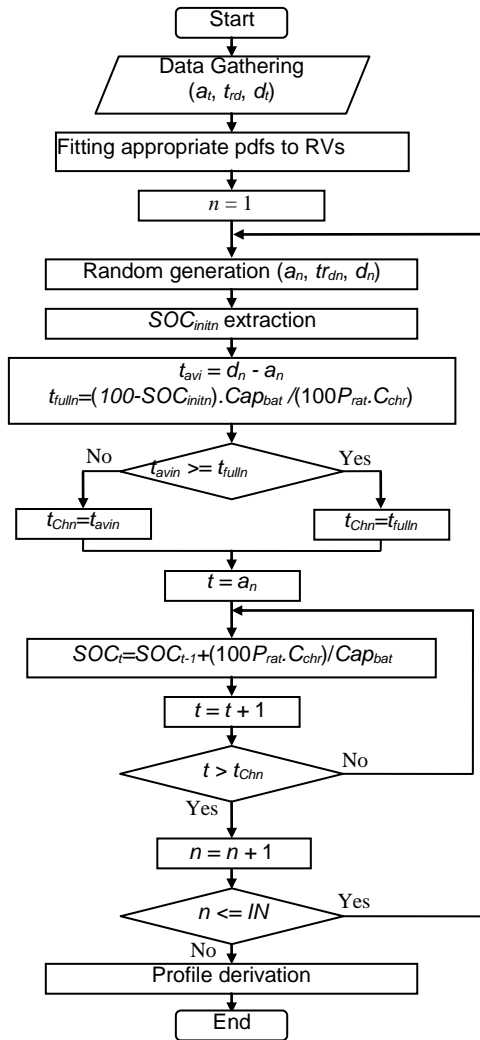 Start
Data Gathering
(at, trd, dt)
Fitting appropriate pdfs to RVs
n = 1
Random generation (an, trdn, dn)
SOCinitn extraction
tavi = dn - an
tfulln=(100-SOCinitn).Capbat /(100Prat.Cchr)
No
tavin >= tfulln
Yes
tChn=tavin
tChn=tfulln
t = an
SOCt=SOCt-1+(100Prat.Cchr)/Capbat
t = t + 1
t > tChn
No
Yes
n = n + 1
n <= IN
Yes
No
Profile derivation
End